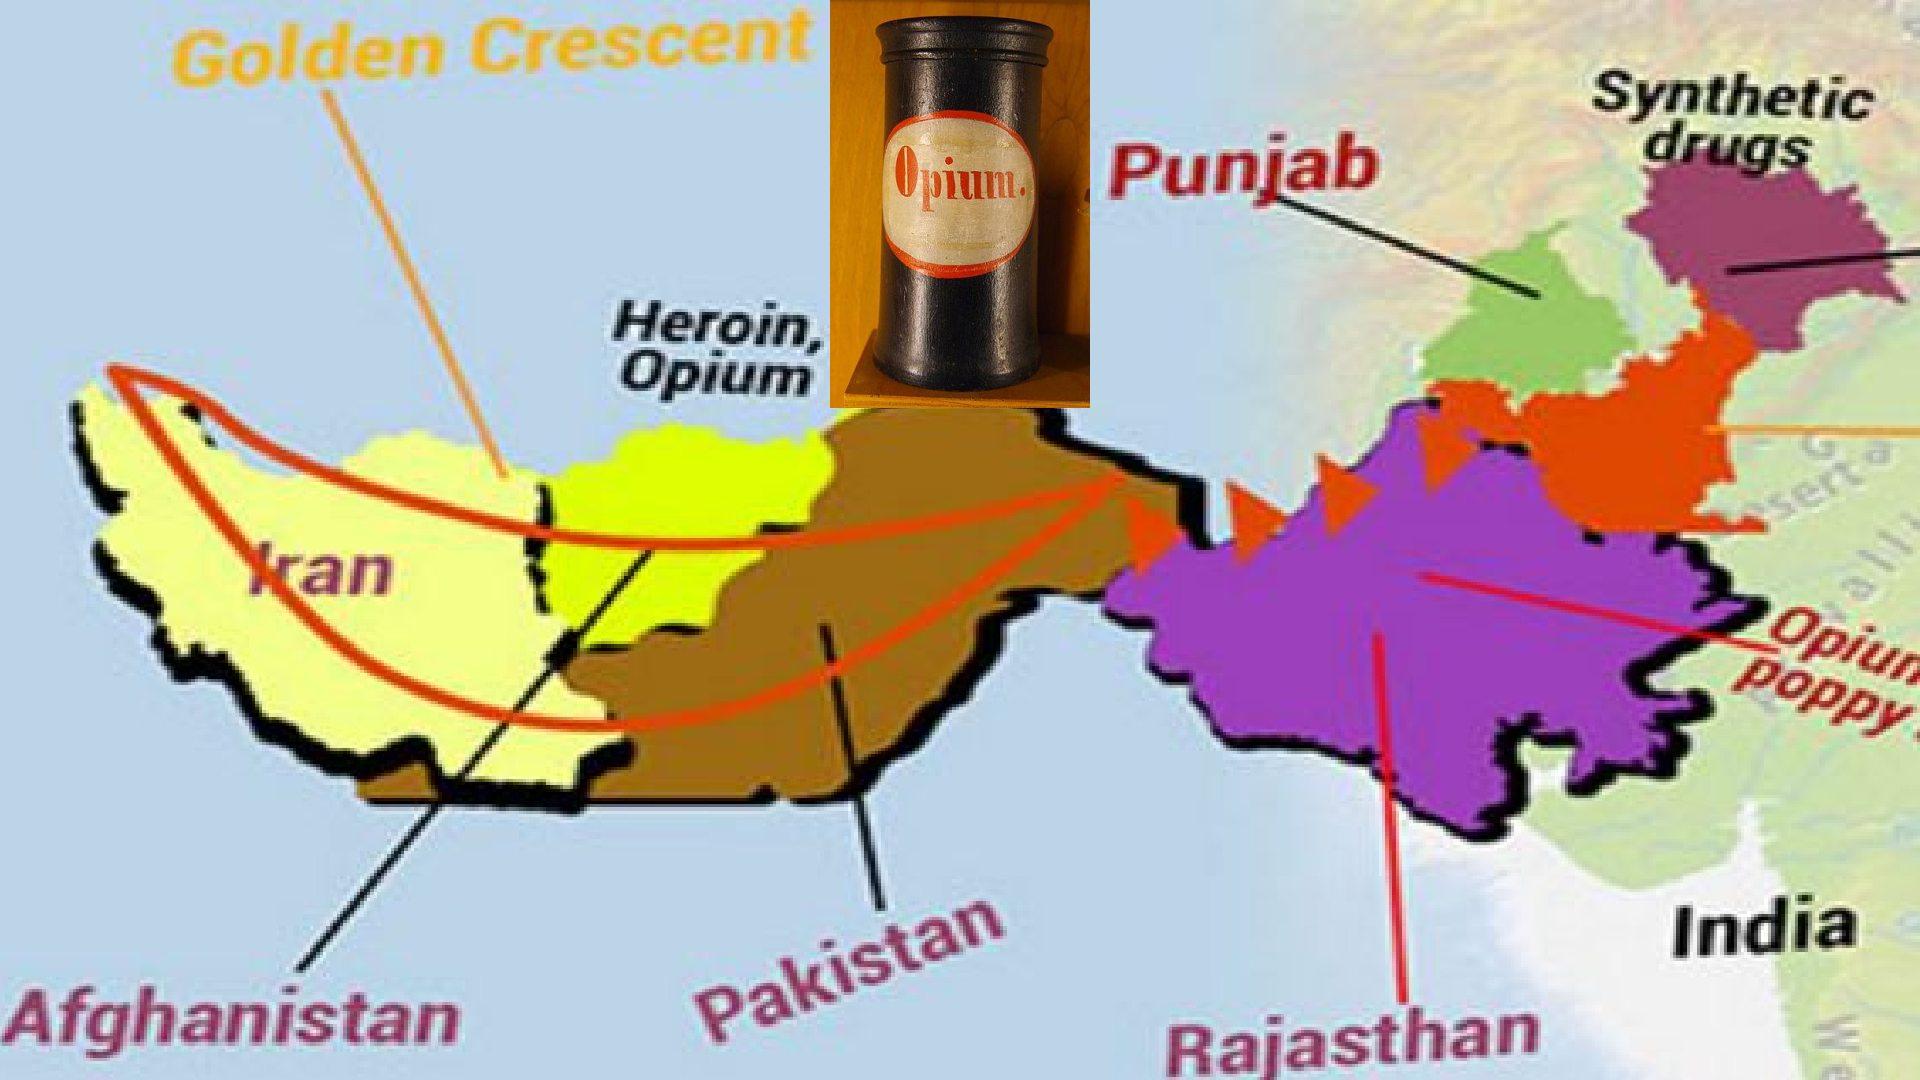 Golden Crescent
Opium.
Synthetic
drugs
Punjab
Heroin,
Opium
Iran
Opium
poppy
India
Pakistan
Afghanistan
Rajasthan